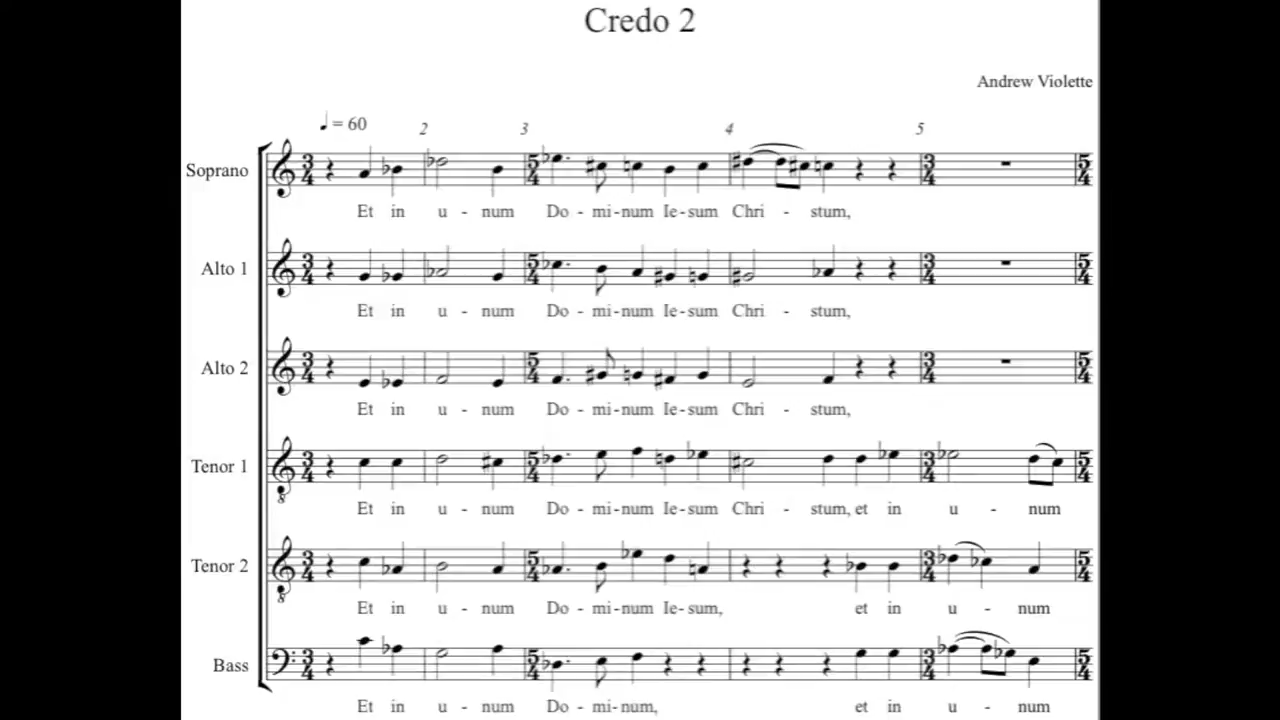 Credo 2
Andrew Violette
♩ = 60
2 3 4 5
Soprano
Et in u - num Do - mi - num Ie - sum Chri - stum,
Alto 1
Et in u - num Do - mi - num Ie - sum Chri - stum,
Alto 2
Et in u - num Do - mi - num Ie - sum Chri - stum,
Tenor 1
Et in u - num Do - mi - num Ie - sum Chri - stum, et in u - num
Tenor 2
Et in u - num Do - mi - num Ie - sum, et in u - num
Bass
Et in u - num Do - mi - num, et in u - num